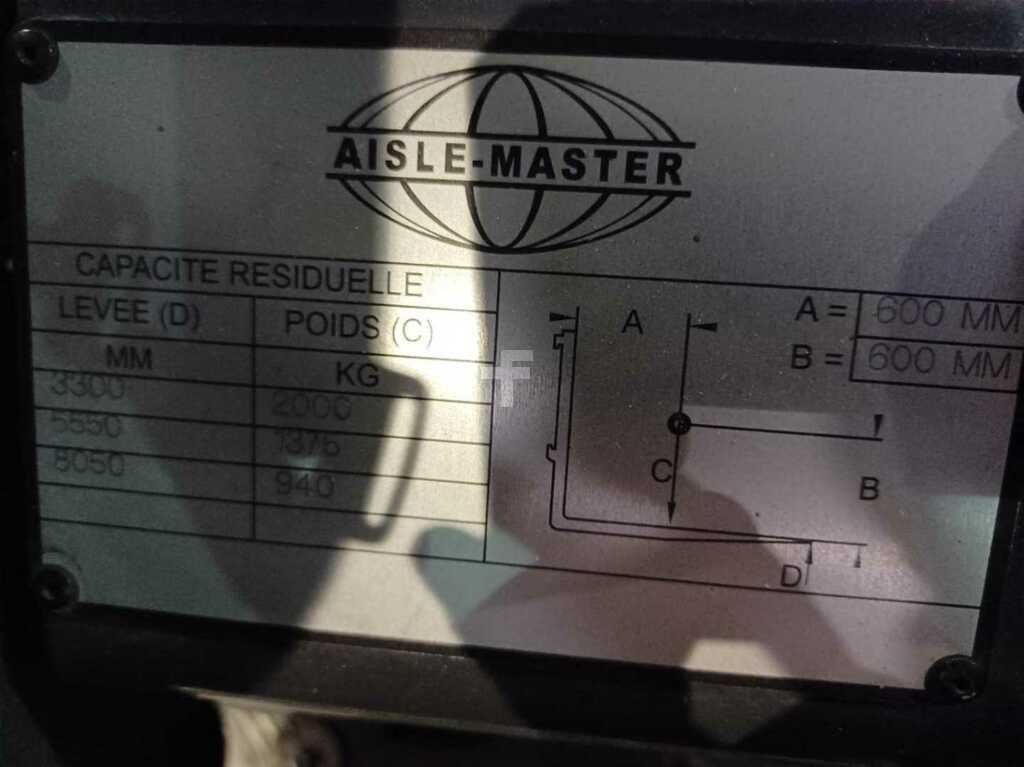 AISLE-MASTER
CAPACITE RESIDUELLE
LEVEE (D) POIDS (C)
MM KG
3300 2000
5550 1375
8050 940
A = 600 MM
B = 600 MM
A
C
B
D